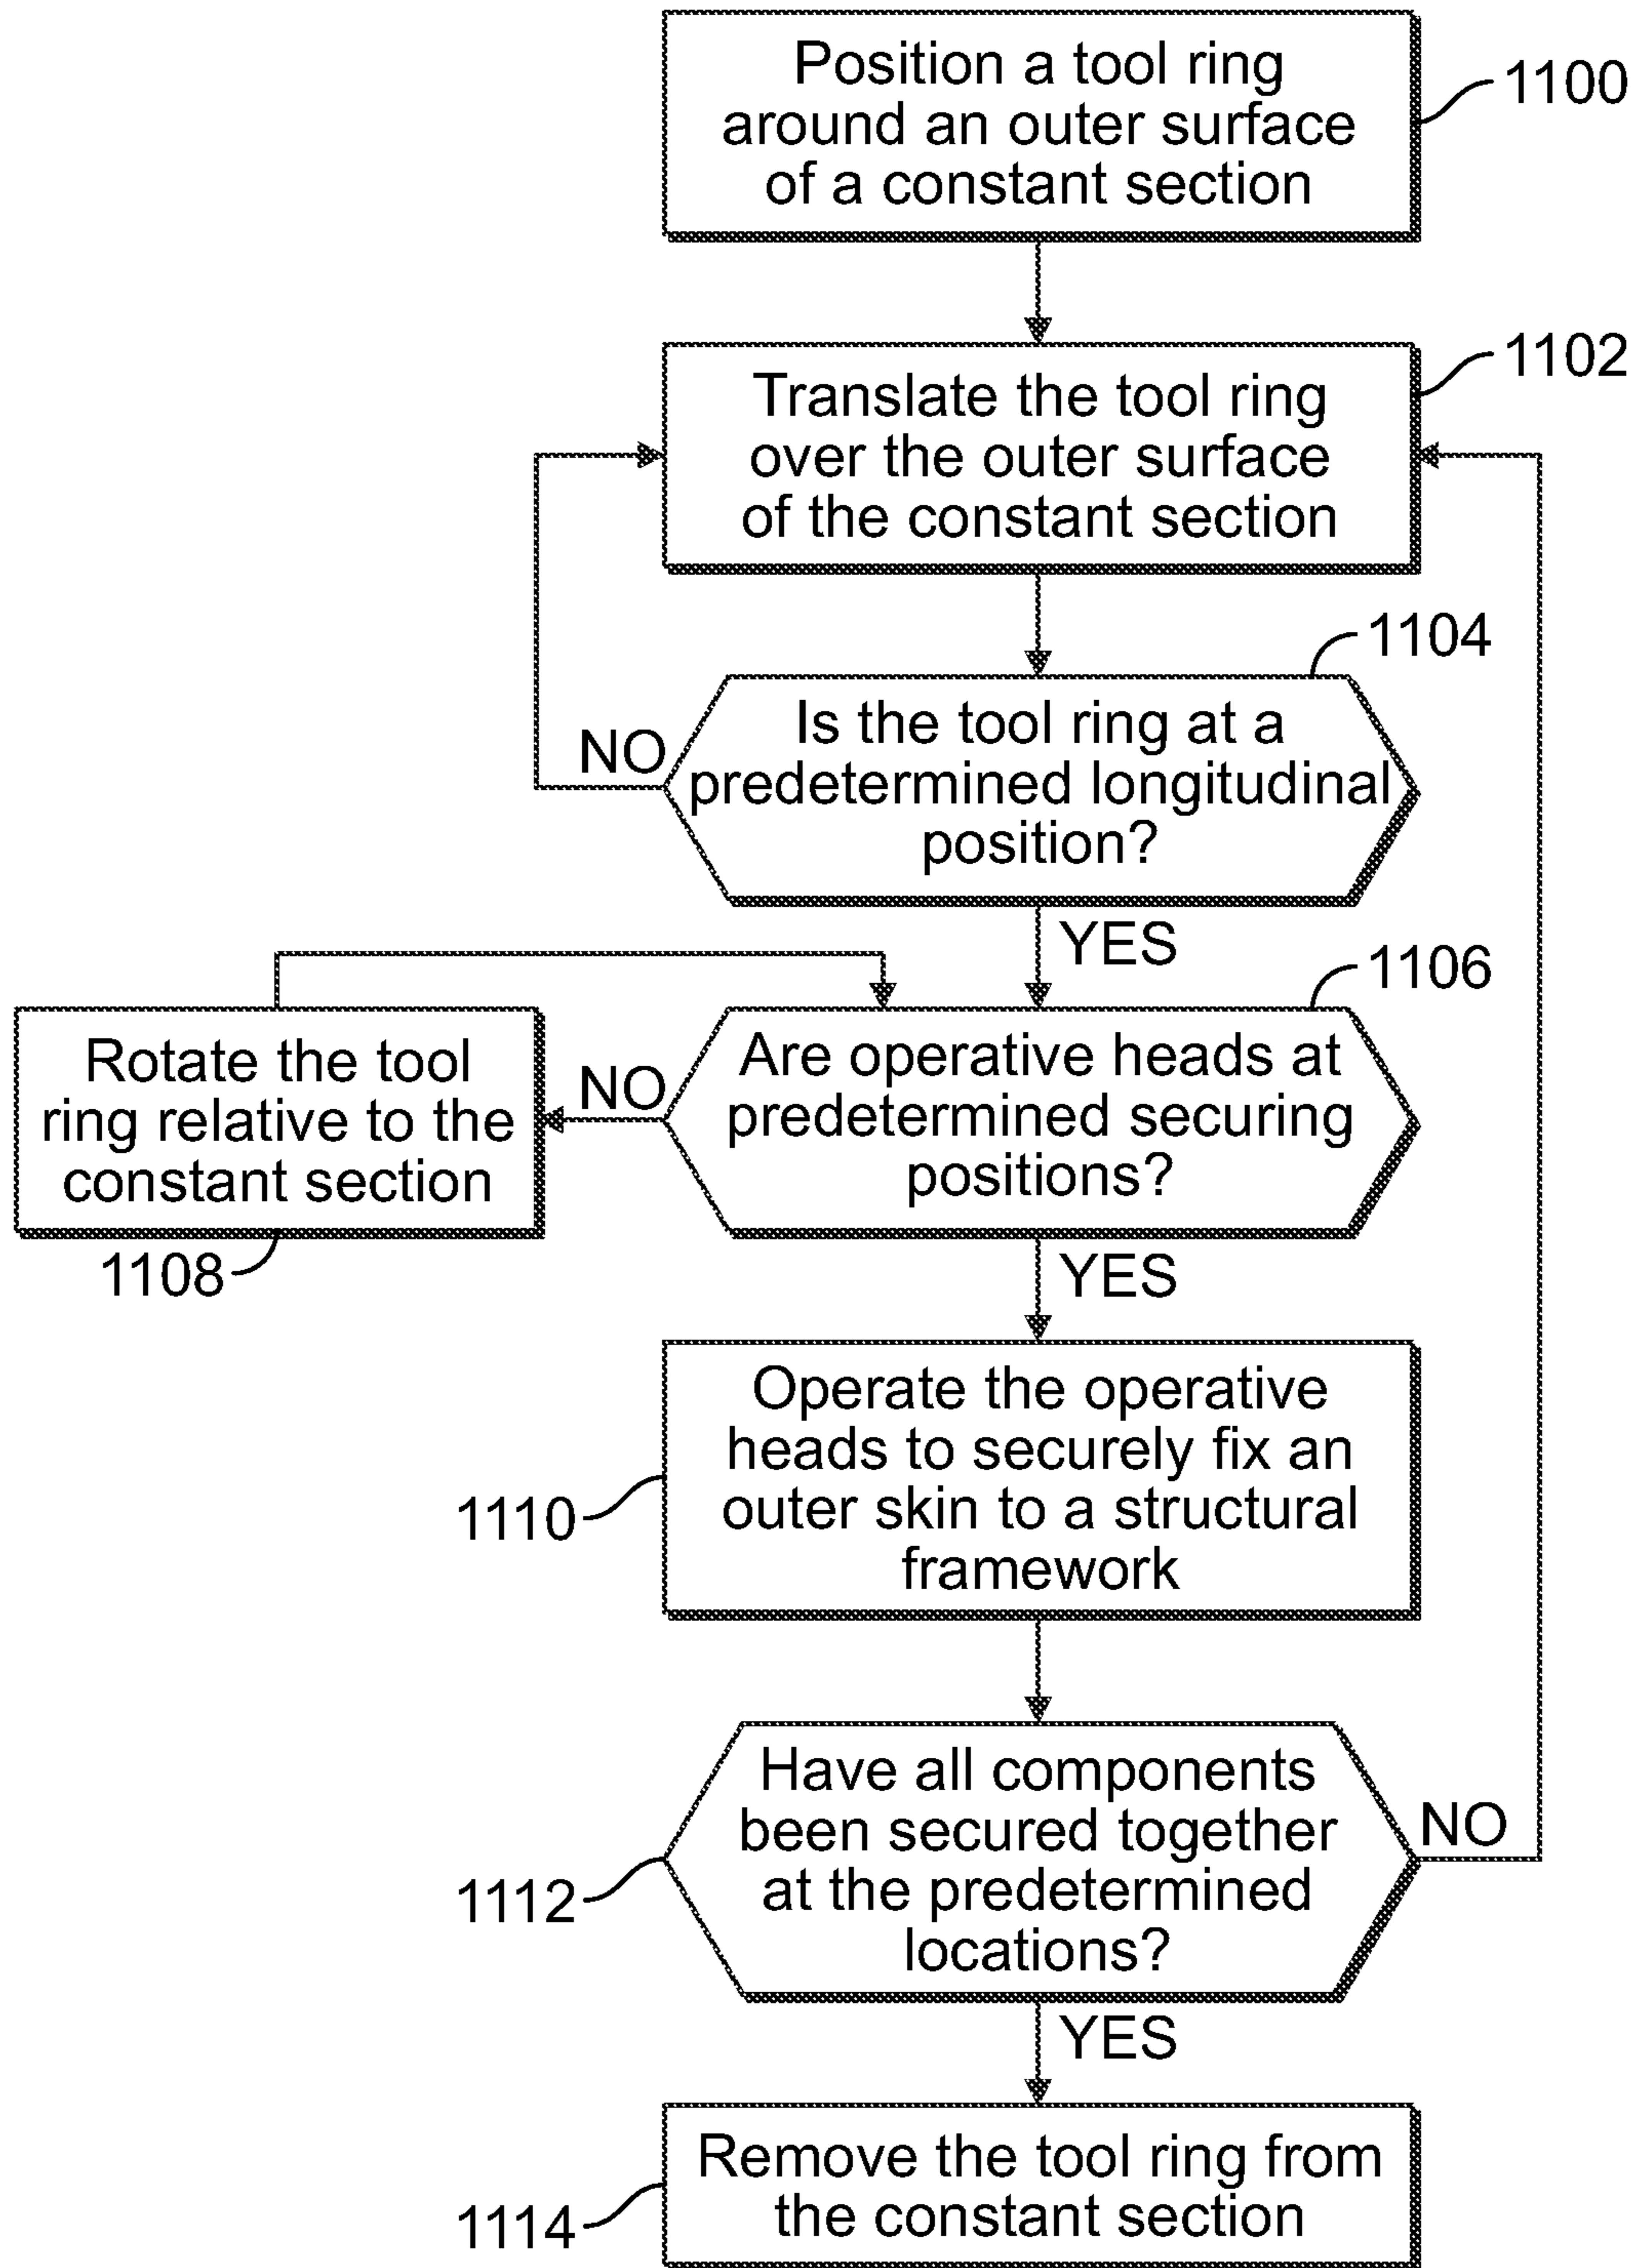 Position a tool ring
around an outer surface
of a constant section
1100
Translate the tool ring
over the outer surface
of the constant section
1102
1104
Is the tool ring at a
predetermined longitudinal
position?
NO
YES
1106
Are operative heads at
predetermined securing
positions?
NO
Rotate the tool
ring relative to the
constant section
1108
YES
Operate the operative
heads to securely fix an
outer skin to a structural
framework
1110
Have all components
been secured together
at the predetermined
locations?
NO
1112
YES
Remove the tool ring from
the constant section
1114